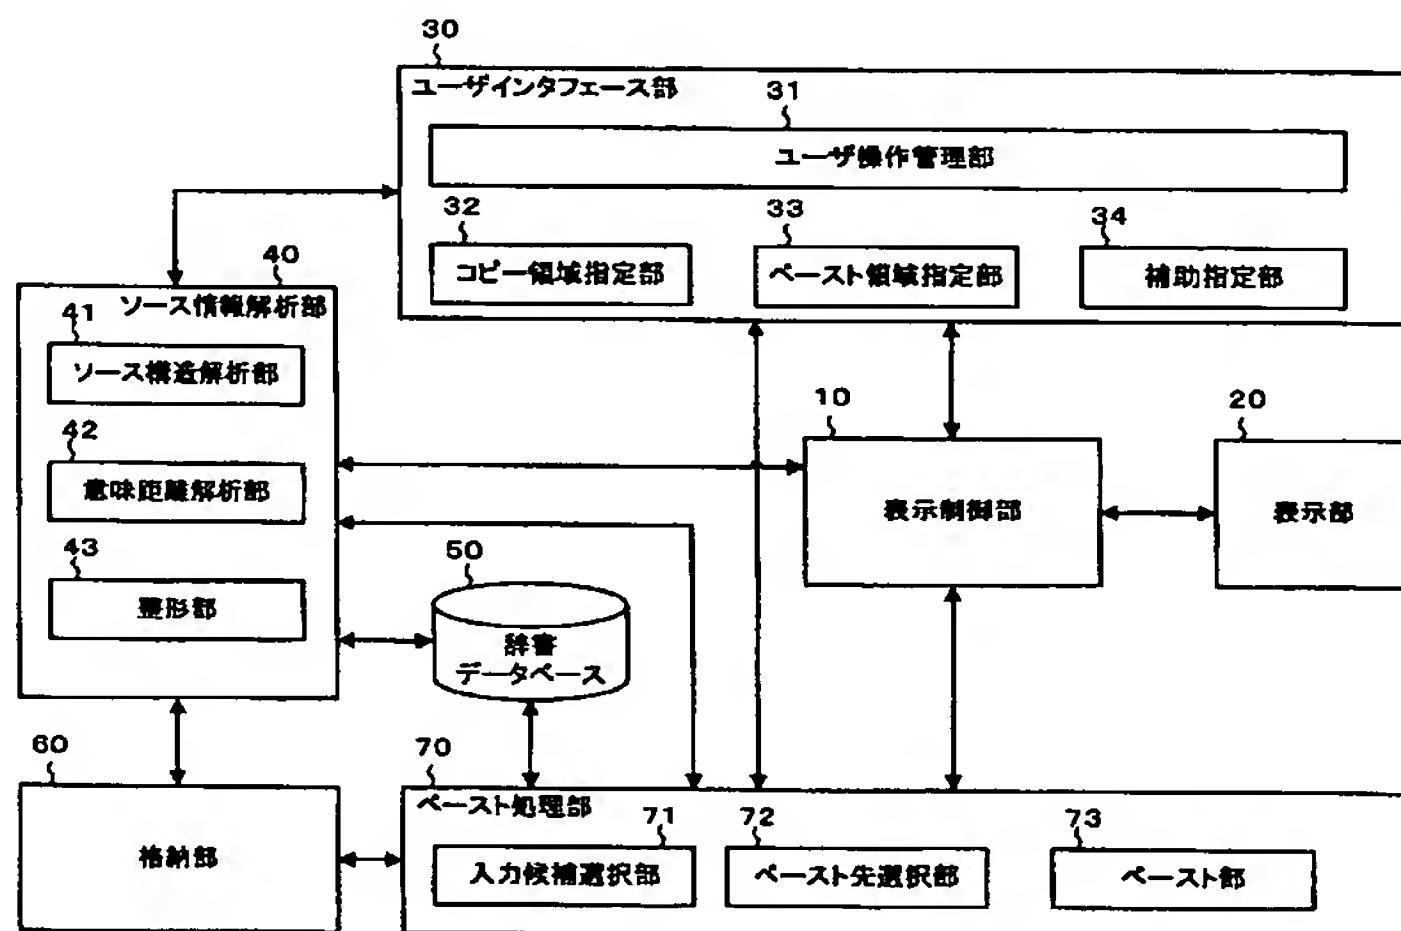 30
ユーザインタフェース部
31
ユーザ操作管理部
32
コピー領域指定部
33
ペースト領域指定部
34
補助指定部
40
ソース情報解析部
41
ソース構造解析部
42
意味距離解析部
43
整形部
10
表示制御部
20
表示部
50
辞書
データベース
60
格納部
70
ペースト処理部
71
入力候補選択部
72
ペースト先選択部
73
ペースト部